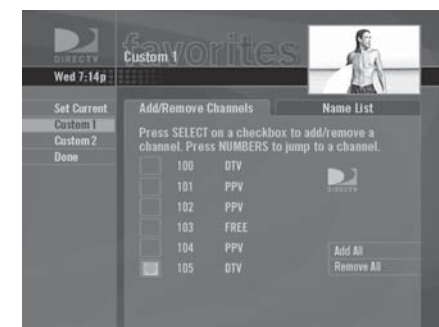 favorites
DIRECTV
Custom 1
Wed 7:14p
Set Current
Custom 1
Custom 2
Done
Add/Remove Channels
Name List
Press SELECT on a checkbox to add/remove a
channel. Press NUMBERS to jump to a channel.
100 DTV
101 PPV
DIRECTV
102 PPV
103 FREE
104 PPV
Add All
105 DTV
Remove All